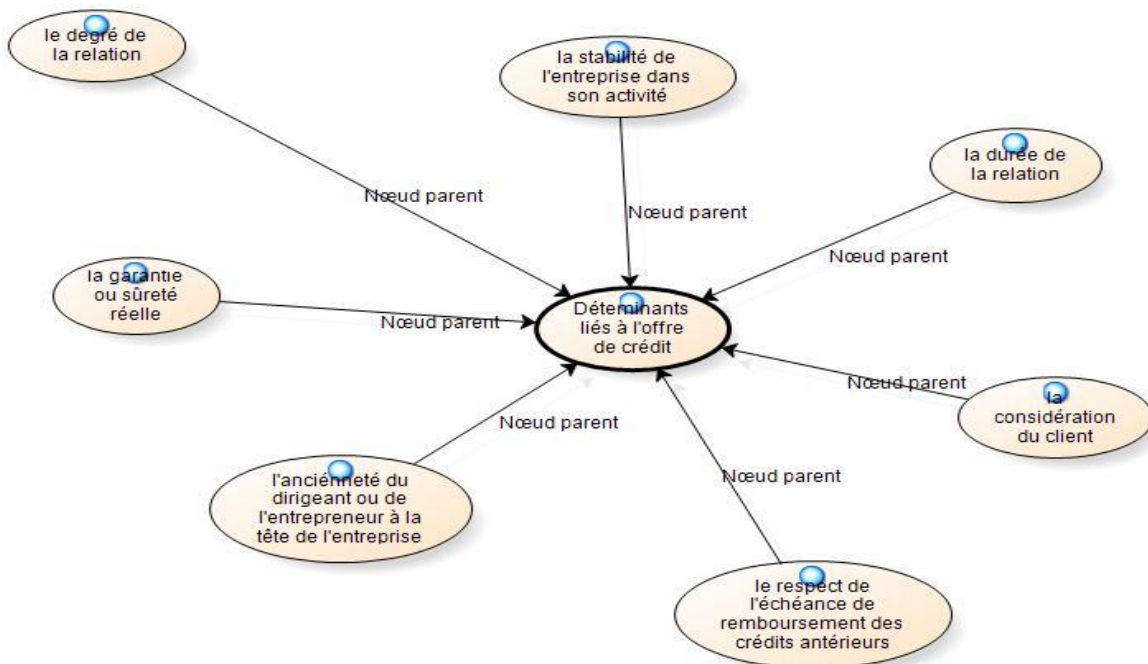 le degré de
la relation
la stabilité de
l'entreprise dans
son activité
la durée de
la relation
Nœud parent
Nœud parent
Nœud parent
la garantie
ou sûreté
réelle
Nœud parent
Déterminants
liés à l'offre
de crédit
Nœud parent
la
considération
du client
Nœud parent
l'anciénneté du
dirigeant ou de
l'entrepreneur à la
tête de l'entreprise
Nœud parent
le respect de
l'échéance de
remboursement des
crédits antérieurs